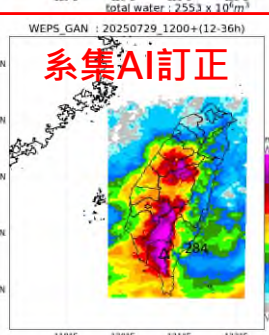 total water : 2553 x 10⁶m³
WEPS_GAN : 20250729_1200+(12-36h)
系集AI訂正
284